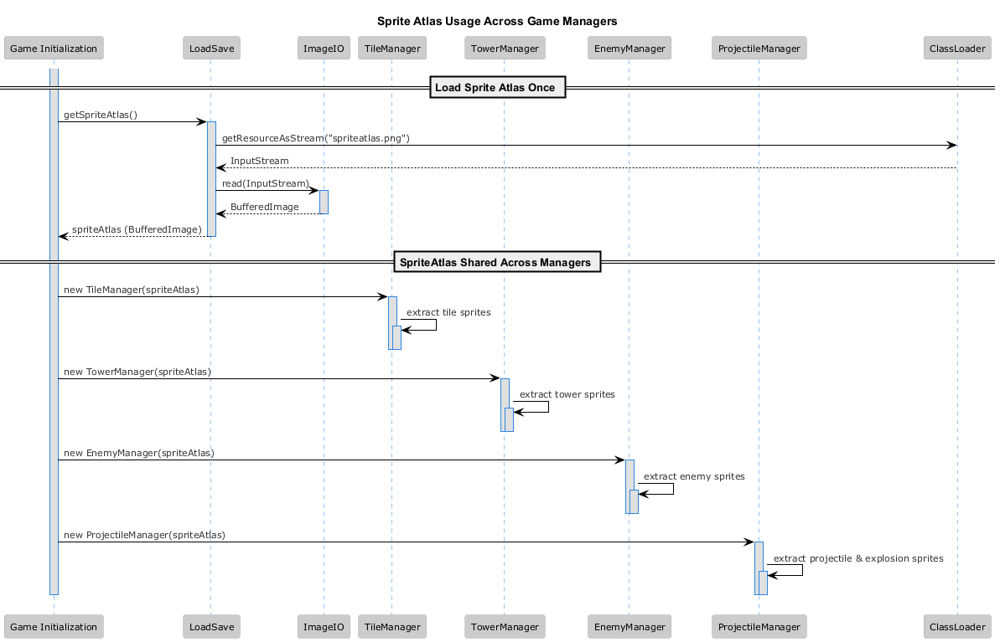 Sprite Atlas Usage Across Game Managers
Game Initialization
LoadSave
ImageIO
TileManager
TowerManager
EnemyManager
ProjectileManager
ClassLoader
Load Sprite Atlas Once
getSpriteAtlas()
getResourceAsStream("spriteatlas.png")
InputStream
read(InputStream)
BufferedImage
spriteAtlas (BufferedImage)
SpriteAtlas Shared Across Managers
new TileManager(spriteAtlas)
extract tile sprites
new TowerManager(spriteAtlas)
extract tower sprites
new EnemyManager(spriteAtlas)
extract enemy sprites
new ProjectileManager(spriteAtlas)
extract projectile & explosion sprites
Game Initialization
LoadSave
ImageIO
TileManager
TowerManager
EnemyManager
ProjectileManager
ClassLoader